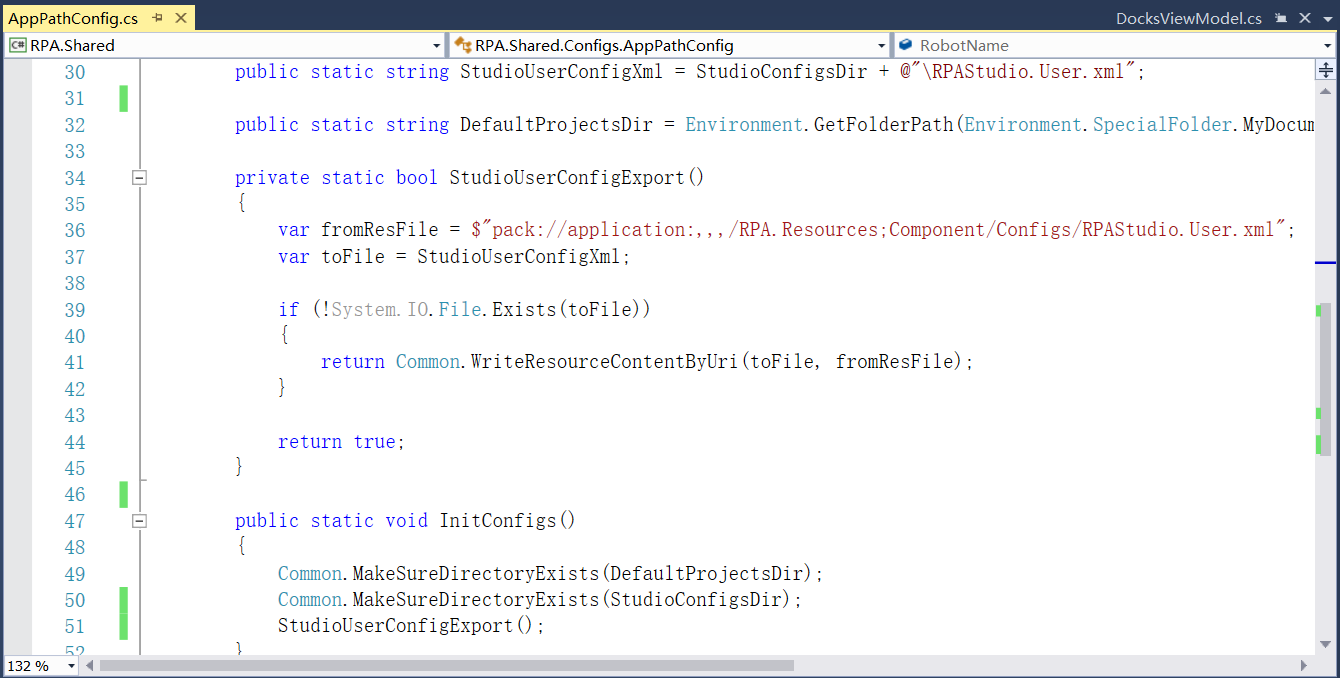 AppPathConfig.cs
DocksViewModel.cs
C# RPA.Shared
RPA.Shared.Configs.AppPathConfig
RobotName
30 public static string StudioUserConfigXml = StudioConfigsDir + @"\RPAStudio.User.xml";
31
32 public static string DefaultProjectsDir = Environment.GetFolderPath(Environment.SpecialFolder.MyDocum
33
34 private static bool StudioUserConfigExport()
35 {
36 var fromResFile = $"pack://application:,,,/RPA.Resources;Component/Configs/RPAStudio.User.xml";
37 var toFile = StudioUserConfigXml;
38
39 if (!System.IO.File.Exists(toFile))
40 {
41 return Common.WriteResourceContentByUri(toFile, fromResFile);
42 }
43
44 return true;
45 }
46
47 public static void InitConfigs()
48 {
49 Common.MakeSureDirectoryExists(DefaultProjectsDir);
50 Common.MakeSureDirectoryExists(StudioConfigsDir);
51 StudioUserConfigExport();
52 }
132 %